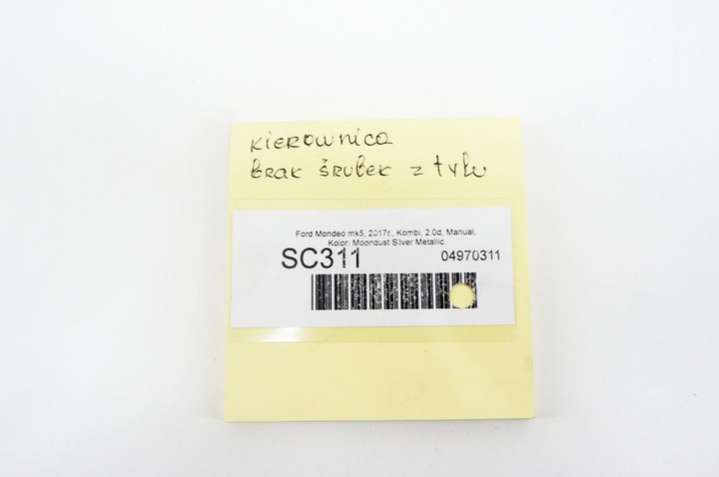 kierownica
brak śrubek z tyłu
Ford Mondeo mk5, 2017r., Kombi, 2.0d, Manual,
Kolor: Moondust Silver Metallic
SC311
04970311